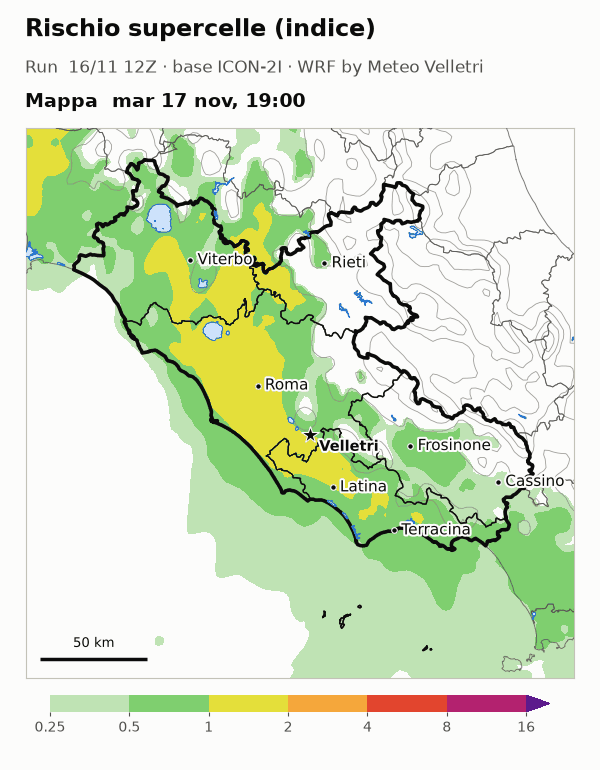 Rischio supercelle (indice)
Run  16/11 12Z · base ICON-2I · WRF by Meteo Velletri
Mappa  mar 17 nov, 19:00
Viterbo
Rieti
Roma
Velletri
Frosinone
Cassino
Latina
Terracina
50 km
0.25 0.5 1 2 4 8 16